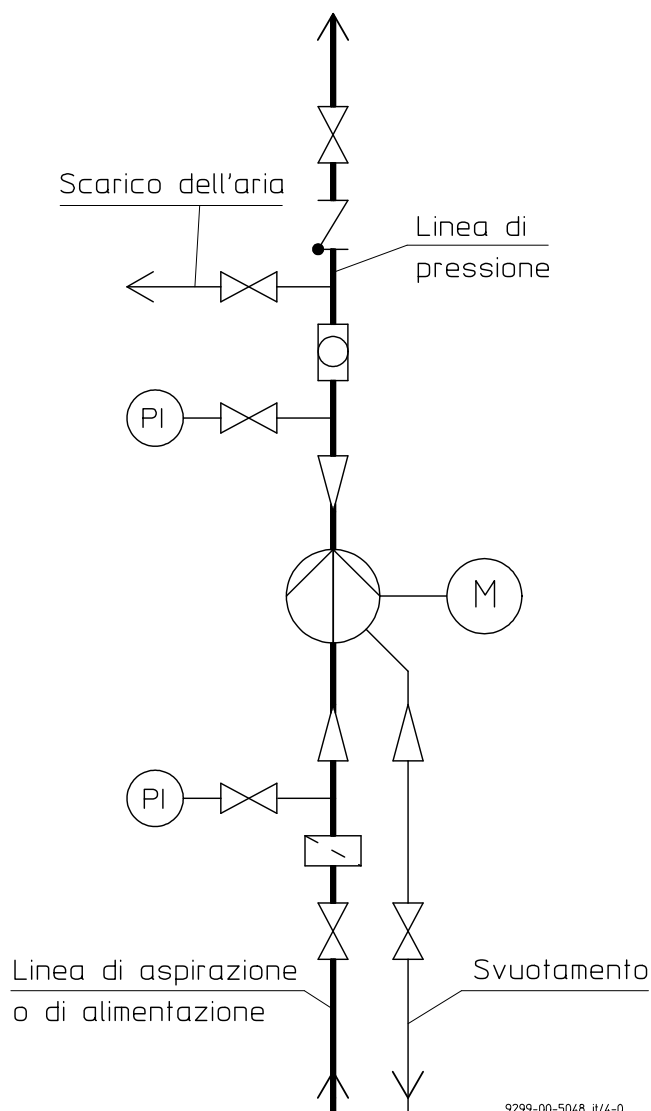 Scarico dell'aria
Linea di
pressione
PI
M
PI
Linea di aspirazione
o di alimentazione
Svuotamento
9299-00-5048 it/4-0